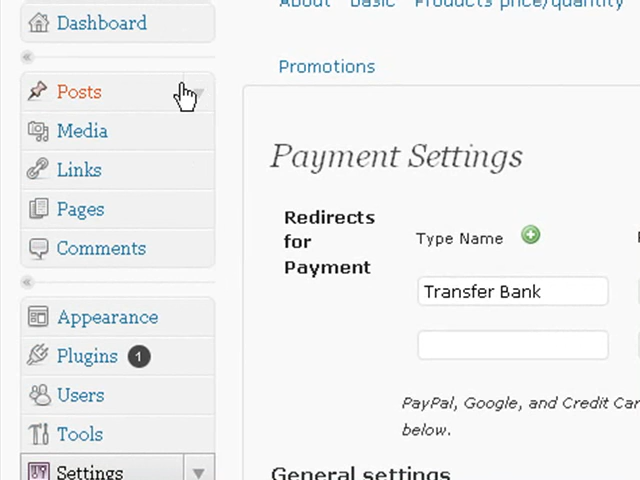 Dashboard
About Basic Products price/quantity
Promotions
Posts
Media
Links
Pages
Comments
Appearance
Plugins 1
Users
Tools
Settings
Payment Settings
Redirects
for
Payment
Type Name
Transfer Bank
PayPal, Google, and Credit Car
below.
General settings